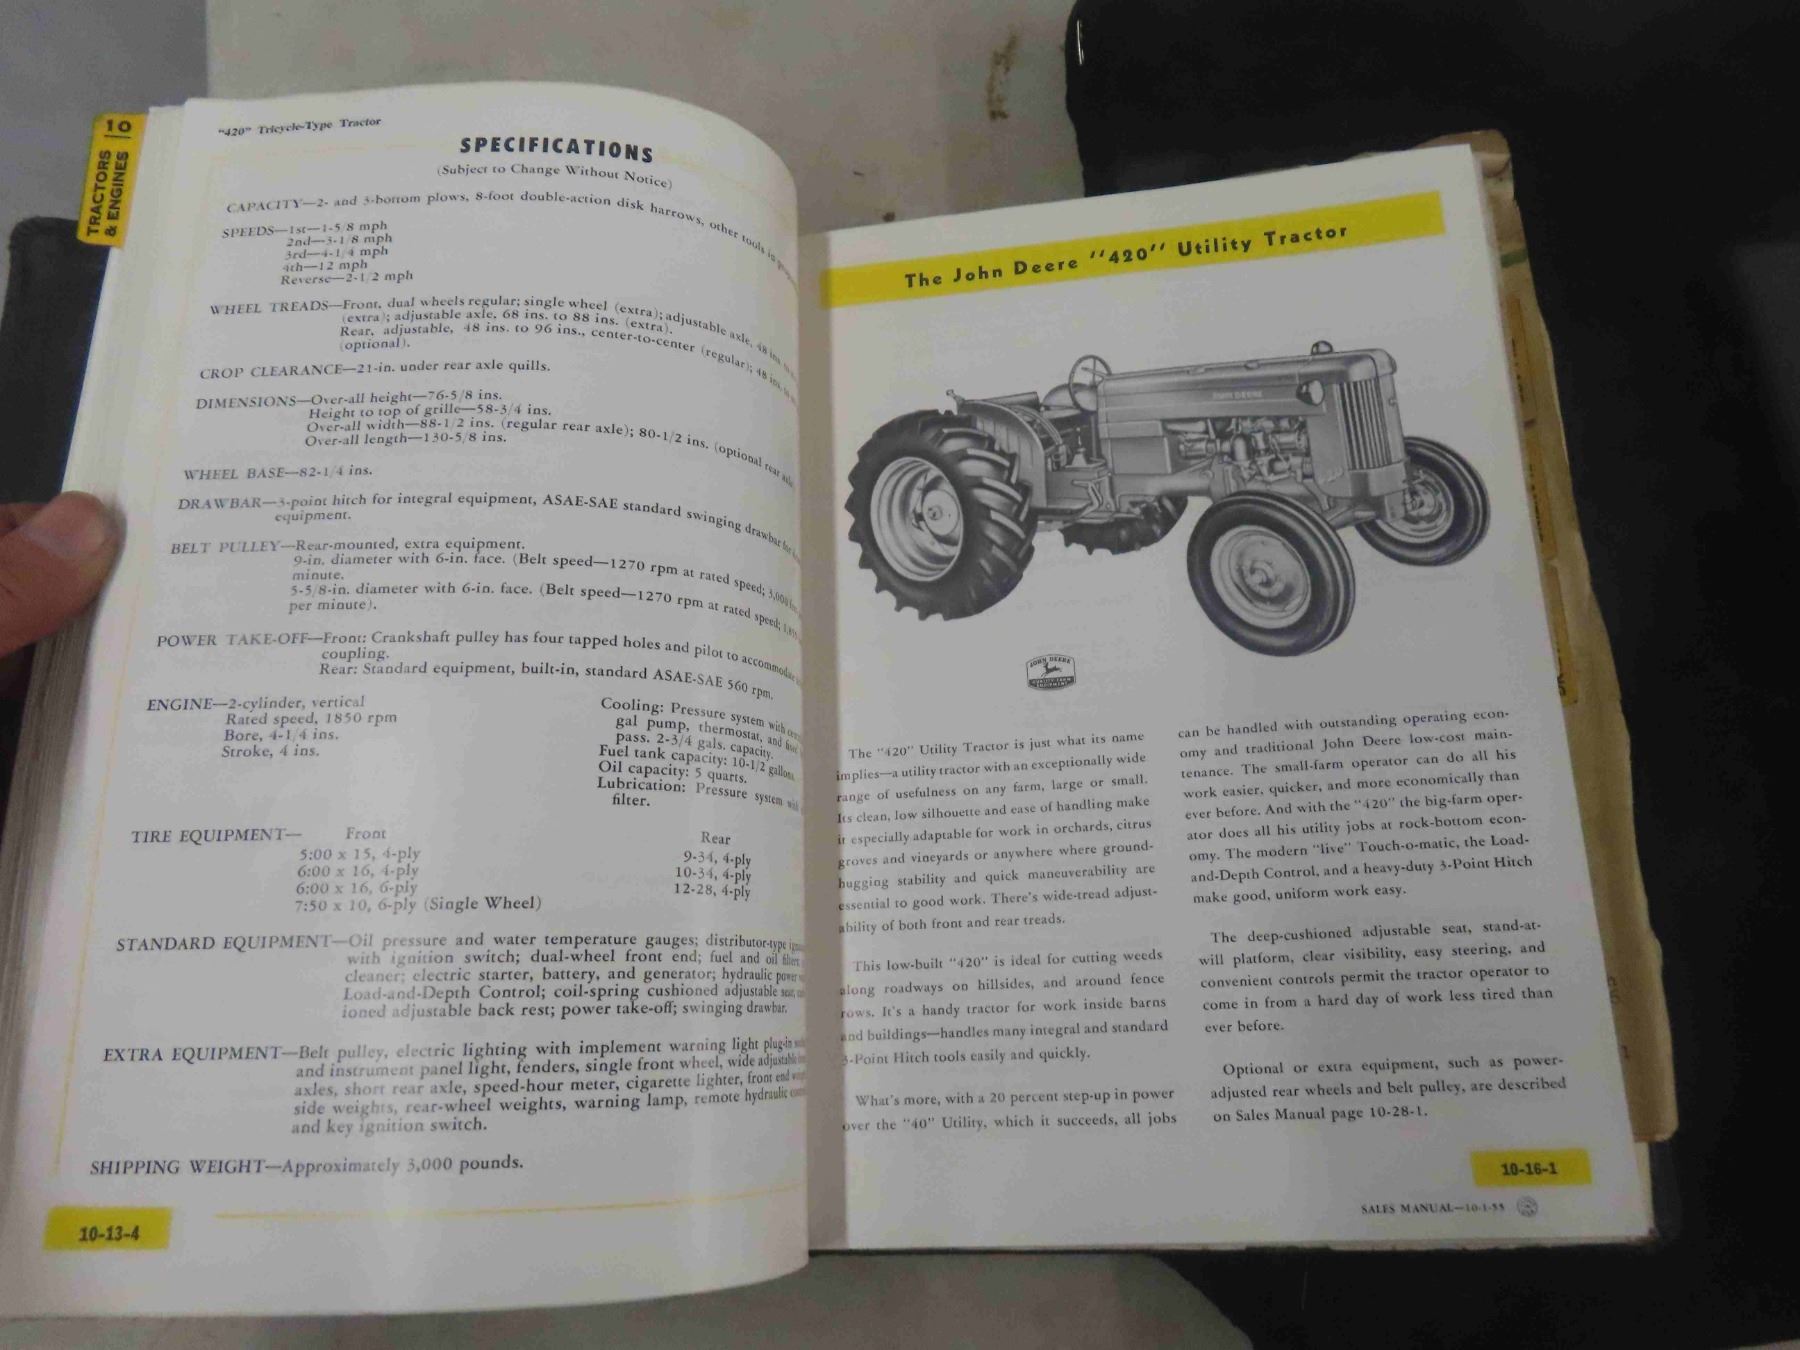 10
TRACTORS
& ENGINES
"420" Tricycle-Type Tractor
SPECIFICATIONS
(Subject to Change Without Notice)
CAPACITY—2- and 3-bottom plows, 8-foot double-action disk harrows, other tools in
SPEEDS—1st—1-5/8 mph
2nd—3-1/8 mph
3rd—4-1/4 mph
4th—12 mph
Reverse—2-1/2 mph
WHEEL TREADS—Front, dual wheels regular; single wheel (extra); adjustable axle, 48 ins.
(extra); adjustable axle, 68 ins. to 88 ins. (extra).
Rear, adjustable, 48 ins. to 96 ins., center-to-center (regular); 48 ins.
(optional).
CROP CLEARANCE—21-in. under rear axle quills.
DIMENSIONS—Over-all height—76-5/8 ins.
Height to top of grille—58-3/4 ins.
Over-all width—88-1/2 ins. (regular rear axle); 80-1/2 ins. (optional rear axle
Over-all length—130-5/8 ins.
WHEEL BASE—82-1/4 ins.
DRAWBAR—3-point hitch for integral equipment, ASAE-SAE standard swinging drawbar for
equipment.
BELT PULLEY—Rear-mounted, extra equipment.
9-in. diameter with 6-in. face. (Belt speed—1270 rpm at rated speed; 3,000
minute.
5-5/8-in. diameter with 6-in. face. (Belt speed—1270 rpm at rated speed;
per minute).
POWER TAKE-OFF—Front: Crankshaft pulley has four tapped holes and pilot to accommodate
coupling.
Rear: Standard equipment, built-in, standard ASAE-SAE 560 rpm.
ENGINE—2-cylinder, vertical
Rated speed, 1850 rpm
Bore, 4-1/4 ins.
Stroke, 4 ins.
Cooling: Pressure system with
gal pump, thermostat, and
pass. 2-3/4 gals. capacity.
Fuel tank capacity: 10-1/2 gallons.
Oil capacity: 5 quarts.
Lubrication: Pressure system with
filter.
TIRE EQUIPMENT— Front Rear
5:00 x 15, 4-ply 9-34, 4-ply
6:00 x 16, 4-ply 10-34, 4-ply
6:00 x 16, 6-ply 12-28, 4-ply
7:50 x 10, 6-ply (Single Wheel)
STANDARD EQUIPMENT—Oil pressure and water temperature gauges; distributor-type
with ignition switch; dual-wheel front end; fuel and oil filters
cleaner; electric starter, battery, and generator; hydraulic power
Load-and-Depth Control; coil-spring cushioned adjustable seat,
ioned adjustable back rest; power take-off; swinging drawbar.
EXTRA EQUIPMENT—Belt pulley, electric lighting with implement warning light plug-in
and instrument panel light, fenders, single front wheel, wide adjustable
axles, short rear axle, speed-hour meter, cigarette lighter, front end
side weights, rear-wheel weights, warning lamp, remote hydraulic
and key ignition switch.
SHIPPING WEIGHT—Approximately 3,000 pounds.
10-13-4
The John Deere "420" Utility Tractor
JOHN DEERE
JOHN DEERE
The "420" Utility Tractor is just what its name
implies—a utility tractor with an exceptionally wide
range of usefulness on any farm, large or small.
Its clean, low silhouette and ease of handling make
it especially adaptable for work in orchards, citrus
groves and vineyards or anywhere where ground-
hugging stability and quick maneuverability are
essential to good work. There's wide-tread adjust-
ability of both front and rear treads.
This low-built "420" is ideal for cutting weeds
along roadways on hillsides, and around fence
rows. It's a handy tractor for work inside barns
and buildings—handles many integral and standard
3-Point Hitch tools easily and quickly.
What's more, with a 20 percent step-up in power
over the "40" Utility, which it succeeds, all jobs
can be handled with outstanding operating econ-
omy and traditional John Deere low-cost main-
tenance. The small-farm operator can do all his
work easier, quicker, and more economically than
ever before. And with the "420" the big-farm oper-
ator does all his utility jobs at rock-bottom econ-
omy. The modern "live" Touch-o-matic, the Load-
and-Depth Control, and a heavy-duty 3-Point Hitch
make good, uniform work easy.
The deep-cushioned adjustable seat, stand-at-
will platform, clear visibility, easy steering, and
convenient controls permit the tractor operator to
come in from a hard day of work less tired than
ever before.
Optional or extra equipment, such as power-
adjusted rear wheels and belt pulley, are described
on Sales Manual page 10-28-1.
10-16-1
SALES MANUAL—10-1-55